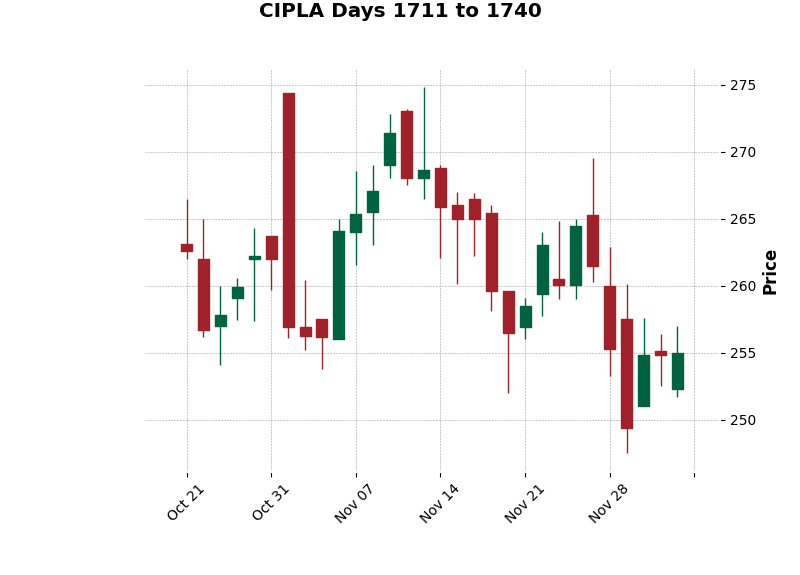 CIPLA Days 1711 to 1740
275
270
265
260
255
250
Price
Oct 21
Oct 31
Nov 07
Nov 14
Nov 21
Nov 28